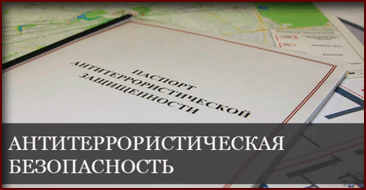 ПАСПОРТ
АНТИТЕРРОРИСТИЧЕСКОЙ
ЗАЩИЩЕННОСТИ
АНТИТЕРРОРИСТИЧЕСКАЯ
БЕЗОПАСНОСТЬ